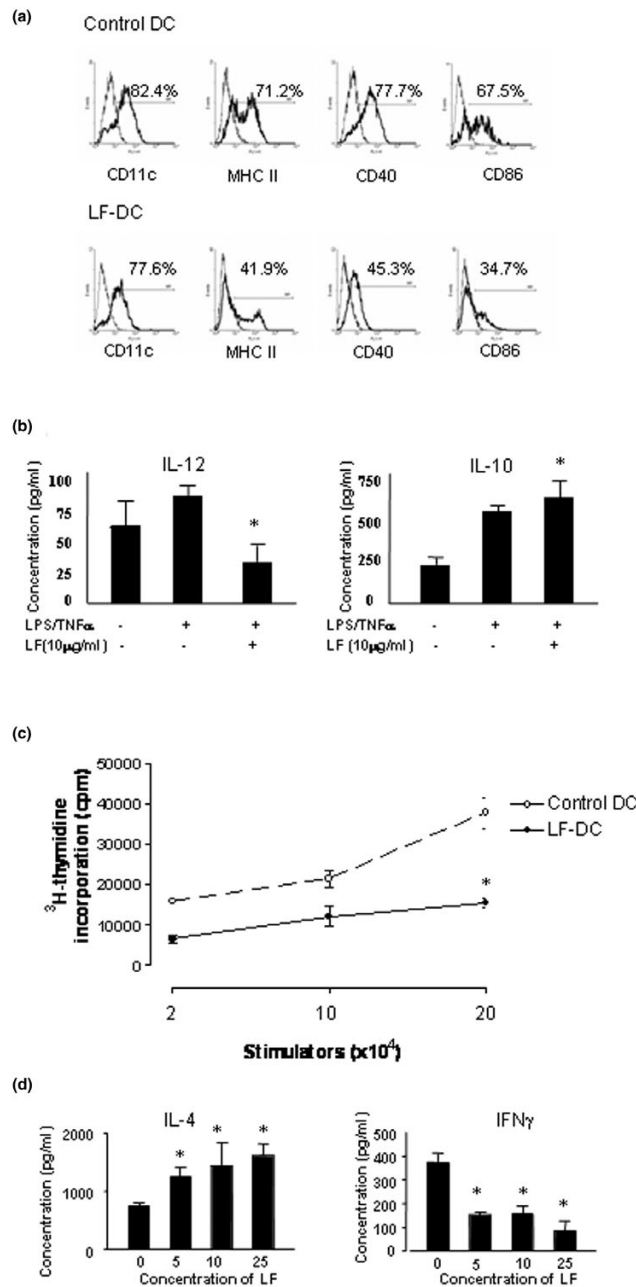 (a)
Control DC
82.4% 71.2% 77.7% 67.5%
CD11c MHC II CD40 CD86
LF-DC
77.6% 41.9% 45.3% 34.7%
CD11c MHC II CD40 CD86
(b)
IL-12
Concentration (pg/ml)
100
75
50
25
0
LPS/TNFα - + +
LF(10µg/ml) - - +
*
IL-10
Concentration (pg/ml)
750
500
250
0
LPS/TNFα - + +
LF (10µg/ml) - - +
*
(c)
³H-thymidine
incorporation (cpm)
50000
40000
30000
20000
10000
0
Control DC
LF-DC
*
2 10 20
Stimulators (x10⁴)
(d)
IL-4
Concentration (pg/ml)
2000
1000
0
* * *
0 5 10 25
Concentration of LF
IFNγ
Concentration (pg/ml)
500
400
300
200
100
0
* * *
0 5 10 25
Concentration of LF